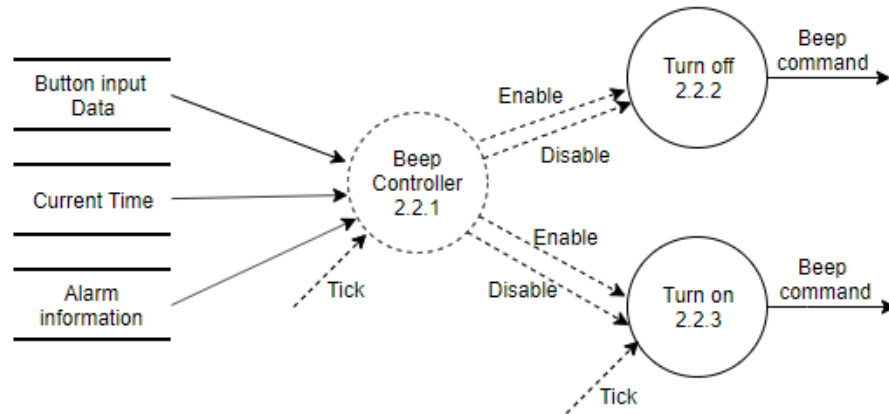 Button input
Data
Current Time
Alarm
information
Tick
Beep
Controller
2.2.1
Enable
Disable
Enable
Disable
Turn off
2.2.2
Beep
command
Turn on
2.2.3
Beep
command
Tick